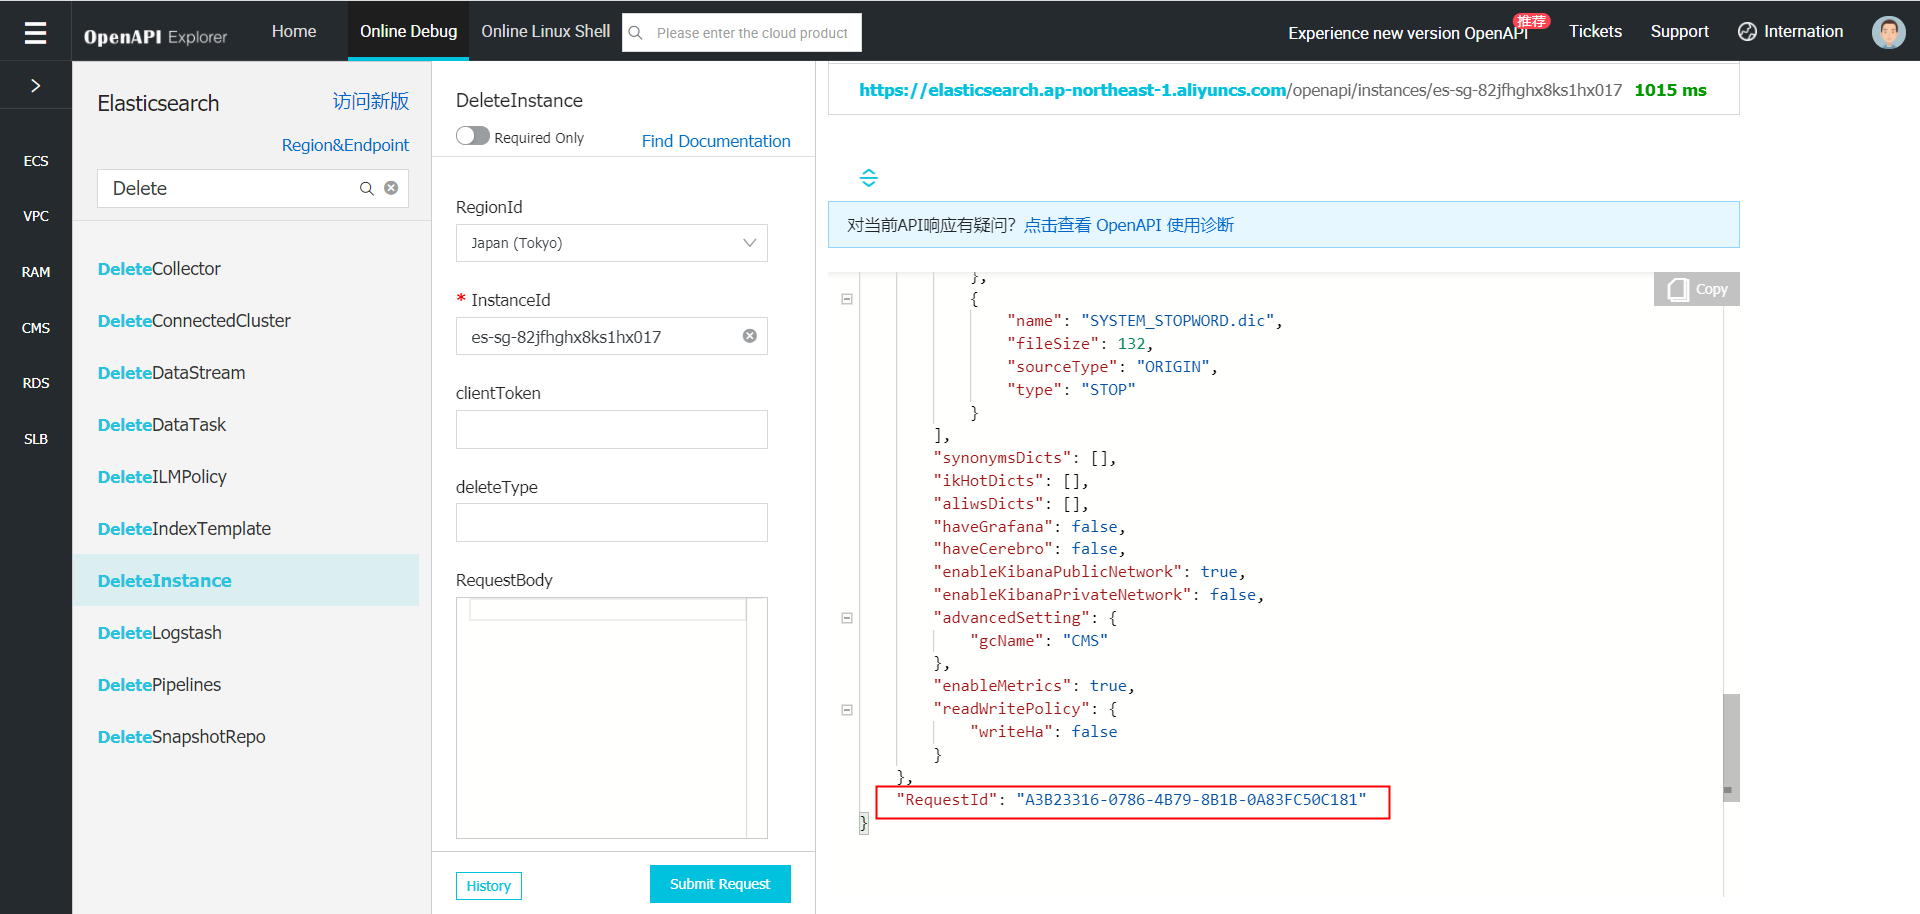 OpenAPI Explorer
Home
Online Debug
Online Linux Shell
Please enter the cloud product
Experience new version OpenAPI
推荐
Tickets
Support
Internation
ECS
VPC
RAM
CMS
RDS
SLB
Elasticsearch
访问新版
Region&Endpoint
Delete
DeleteCollector
DeleteConnectedCluster
DeleteDataStream
DeleteDataTask
DeleteILMPolicy
DeleteIndexTemplate
DeleteInstance
DeleteLogstash
DeletePipelines
DeleteSnapshotRepo
DeleteInstance
Required Only
Find Documentation
RegionId
Japan (Tokyo)
* InstanceId
es-sg-82jfhghx8ks1hx017
clientToken
deleteType
RequestBody
History
Submit Request
https://elasticsearch.ap-northeast-1.aliyuncs.com/openapi/instances/es-sg-82jfhghx8ks1hx017 1015 ms
对当前API响应有疑问？点击查看 OpenAPI 使用诊断
Copy
},
{
"name": "SYSTEM_STOPWORD.dic",
"fileSize": 132,
"sourceType": "ORIGIN",
"type": "STOP"
}
],
"synonymsDicts": [],
"ikHotDicts": [],
"aliwsDicts": [],
"haveGrafana": false,
"haveCerebro": false,
"enableKibanaPublicNetwork": true,
"enableKibanaPrivateNetwork": false,
"advancedSetting": {
"gcName": "CMS"
},
"enableMetrics": true,
"readWritePolicy": {
"writeHa": false
}
},
"RequestId": "A3B23316-0786-4B79-8B1B-0A83FC50C181"
}